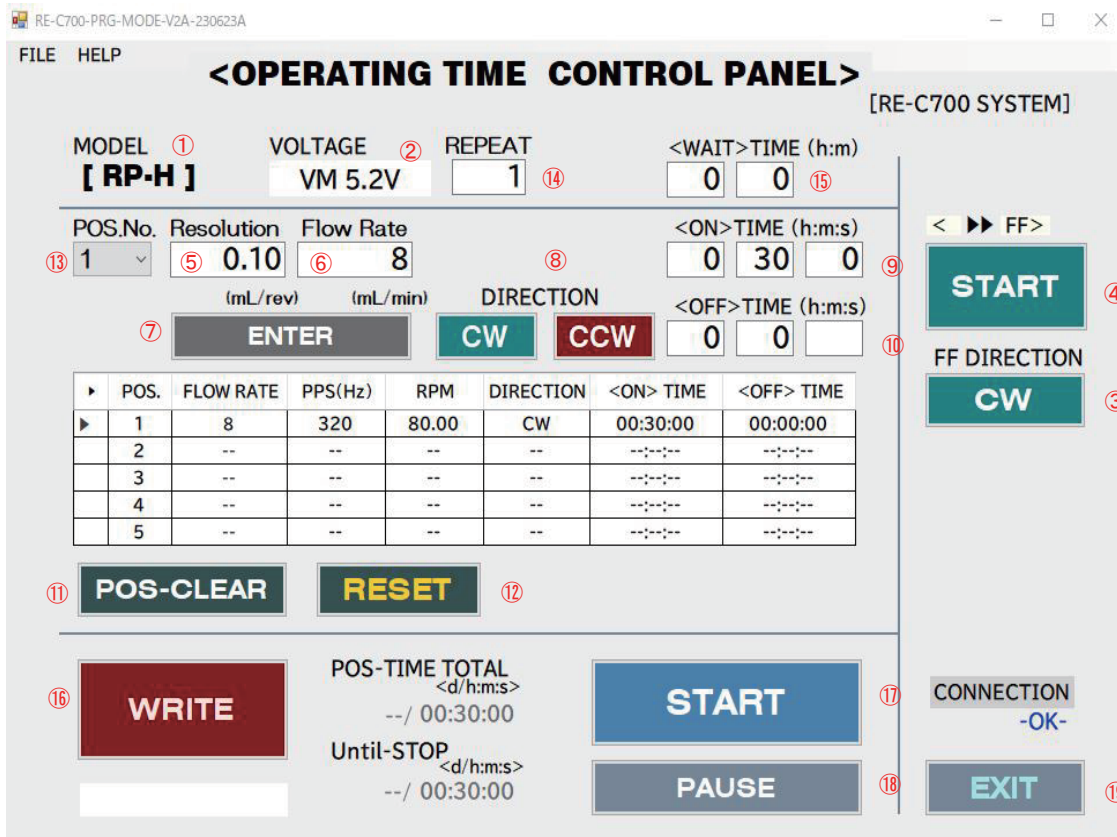 RE-C700-PRG-MODE-V2A-230623A
FILE HELP
<OPERATING TIME CONTROL PANEL>
[RE-C700 SYSTEM]
MODEL ① VOLTAGE ② REPEAT <WAIT>TIME (h:m)
[ RP-H ] VM 5.2V 1 ⑭ 0 0 ⑮
POS.No. Resolution Flow Rate <ON>TIME (h:m:s) < ▶▶ FF>
⑬ 1 ⑤ 0.10 ⑥ 8 ⑧ 0 30 0 ⑨ START ④
(mL/rev) (mL/min) DIRECTION <OFF>TIME (h:m:s)
⑦ ENTER CW CCW 0 0 ⑩
FF DIRECTION
CW ③
▸ POS. FLOW RATE PPS(Hz) RPM DIRECTION <ON> TIME <OFF> TIME
▶ 1 8 320 80.00 CW 00:30:00 00:00:00
2 -- -- -- -- --:--:-- --:--:--
3 -- -- -- -- --:--:-- --:--:--
4 -- -- -- -- --:--:-- --:--:--
5 -- -- -- -- --:--:-- --:--:--
⑪ POS-CLEAR RESET ⑫
⑯ WRITE
POS-TIME TOTAL
<d/h:m:s>
--/ 00:30:00
Until-STOP
<d/h:m:s>
--/ 00:30:00
START ⑰
PAUSE ⑱
CONNECTION
-OK-
EXIT